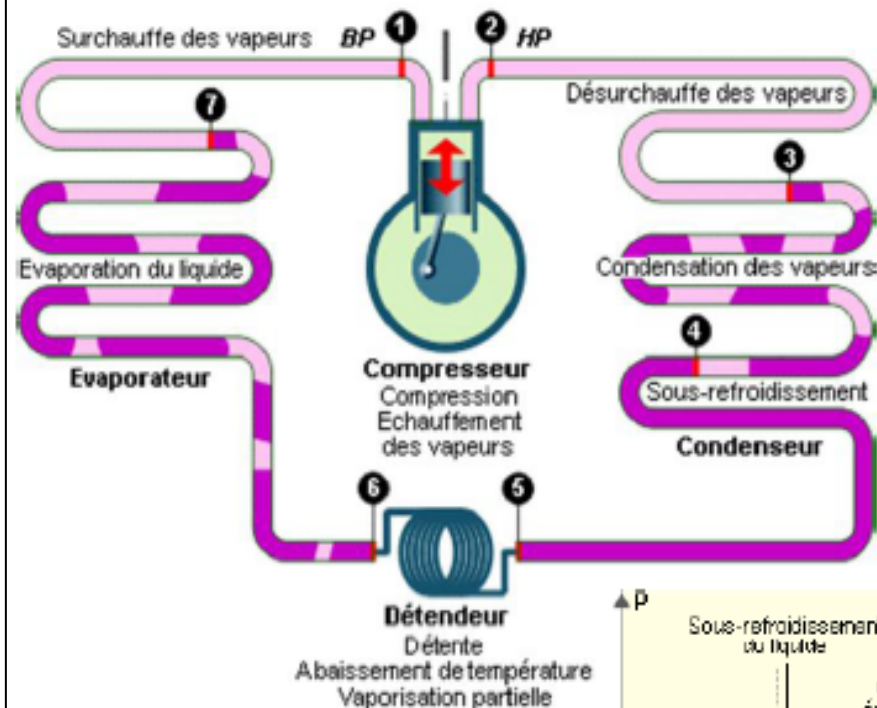 Surchauffe des vapeurs
BP
1
2
HP
Désurchauffe des vapeurs
7
3
Evaporation du liquide
Condensation des vapeurs
4
Evaporateur
Compresseur
Compression
Echauffement
des vapeurs
Sous-refroidissement
Condenseur
6
5
Détendeur
Détente
Abaissement de température
Vaporisation partielle
P
Sous-refroidissemen
du liquide